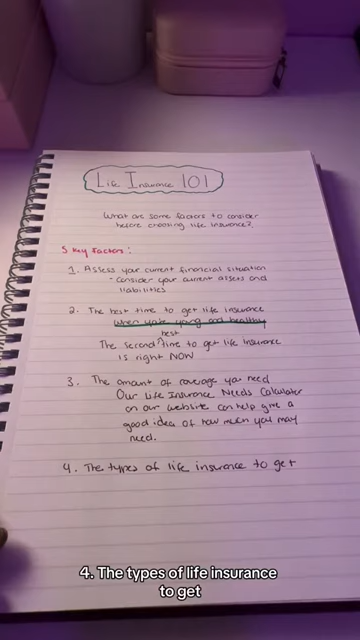 Life Insurance 101
What are some factors to consider
before choosing life insurance?
5 Key Factors:
1. Assess your current financial situation
- Consider your current assets and
liabilities
2. The best time to get life insurance
when you're young and healthy
best
The second ^ time to get life insurance
is right NOW
3. The amount of coverage you need
Our Life Insurance Needs Calculator
on our website can help give a
good idea of how much you may
need.
4. The types of life insurance to get
4. The types of life insurance
to get